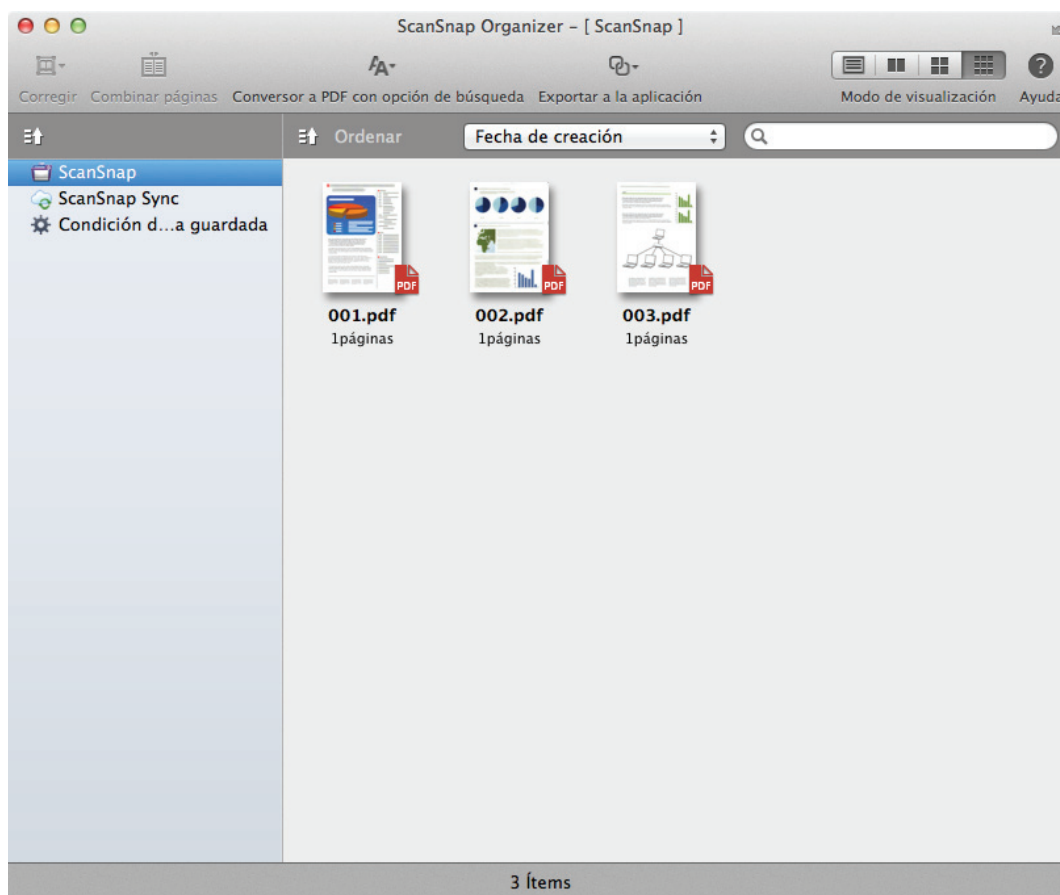 ScanSnap Organizer – [ ScanSnap ]
Corregir Combinar páginas Conversor a PDF con opción de búsqueda Exportar a la aplicación Modo de visualización Ayuda
Ordenar Fecha de creación
ScanSnap
ScanSnap Sync
Condición d...a guardada
PDF PDF PDF
001.pdf 002.pdf 003.pdf
1páginas 1páginas 1páginas
3 Ítems